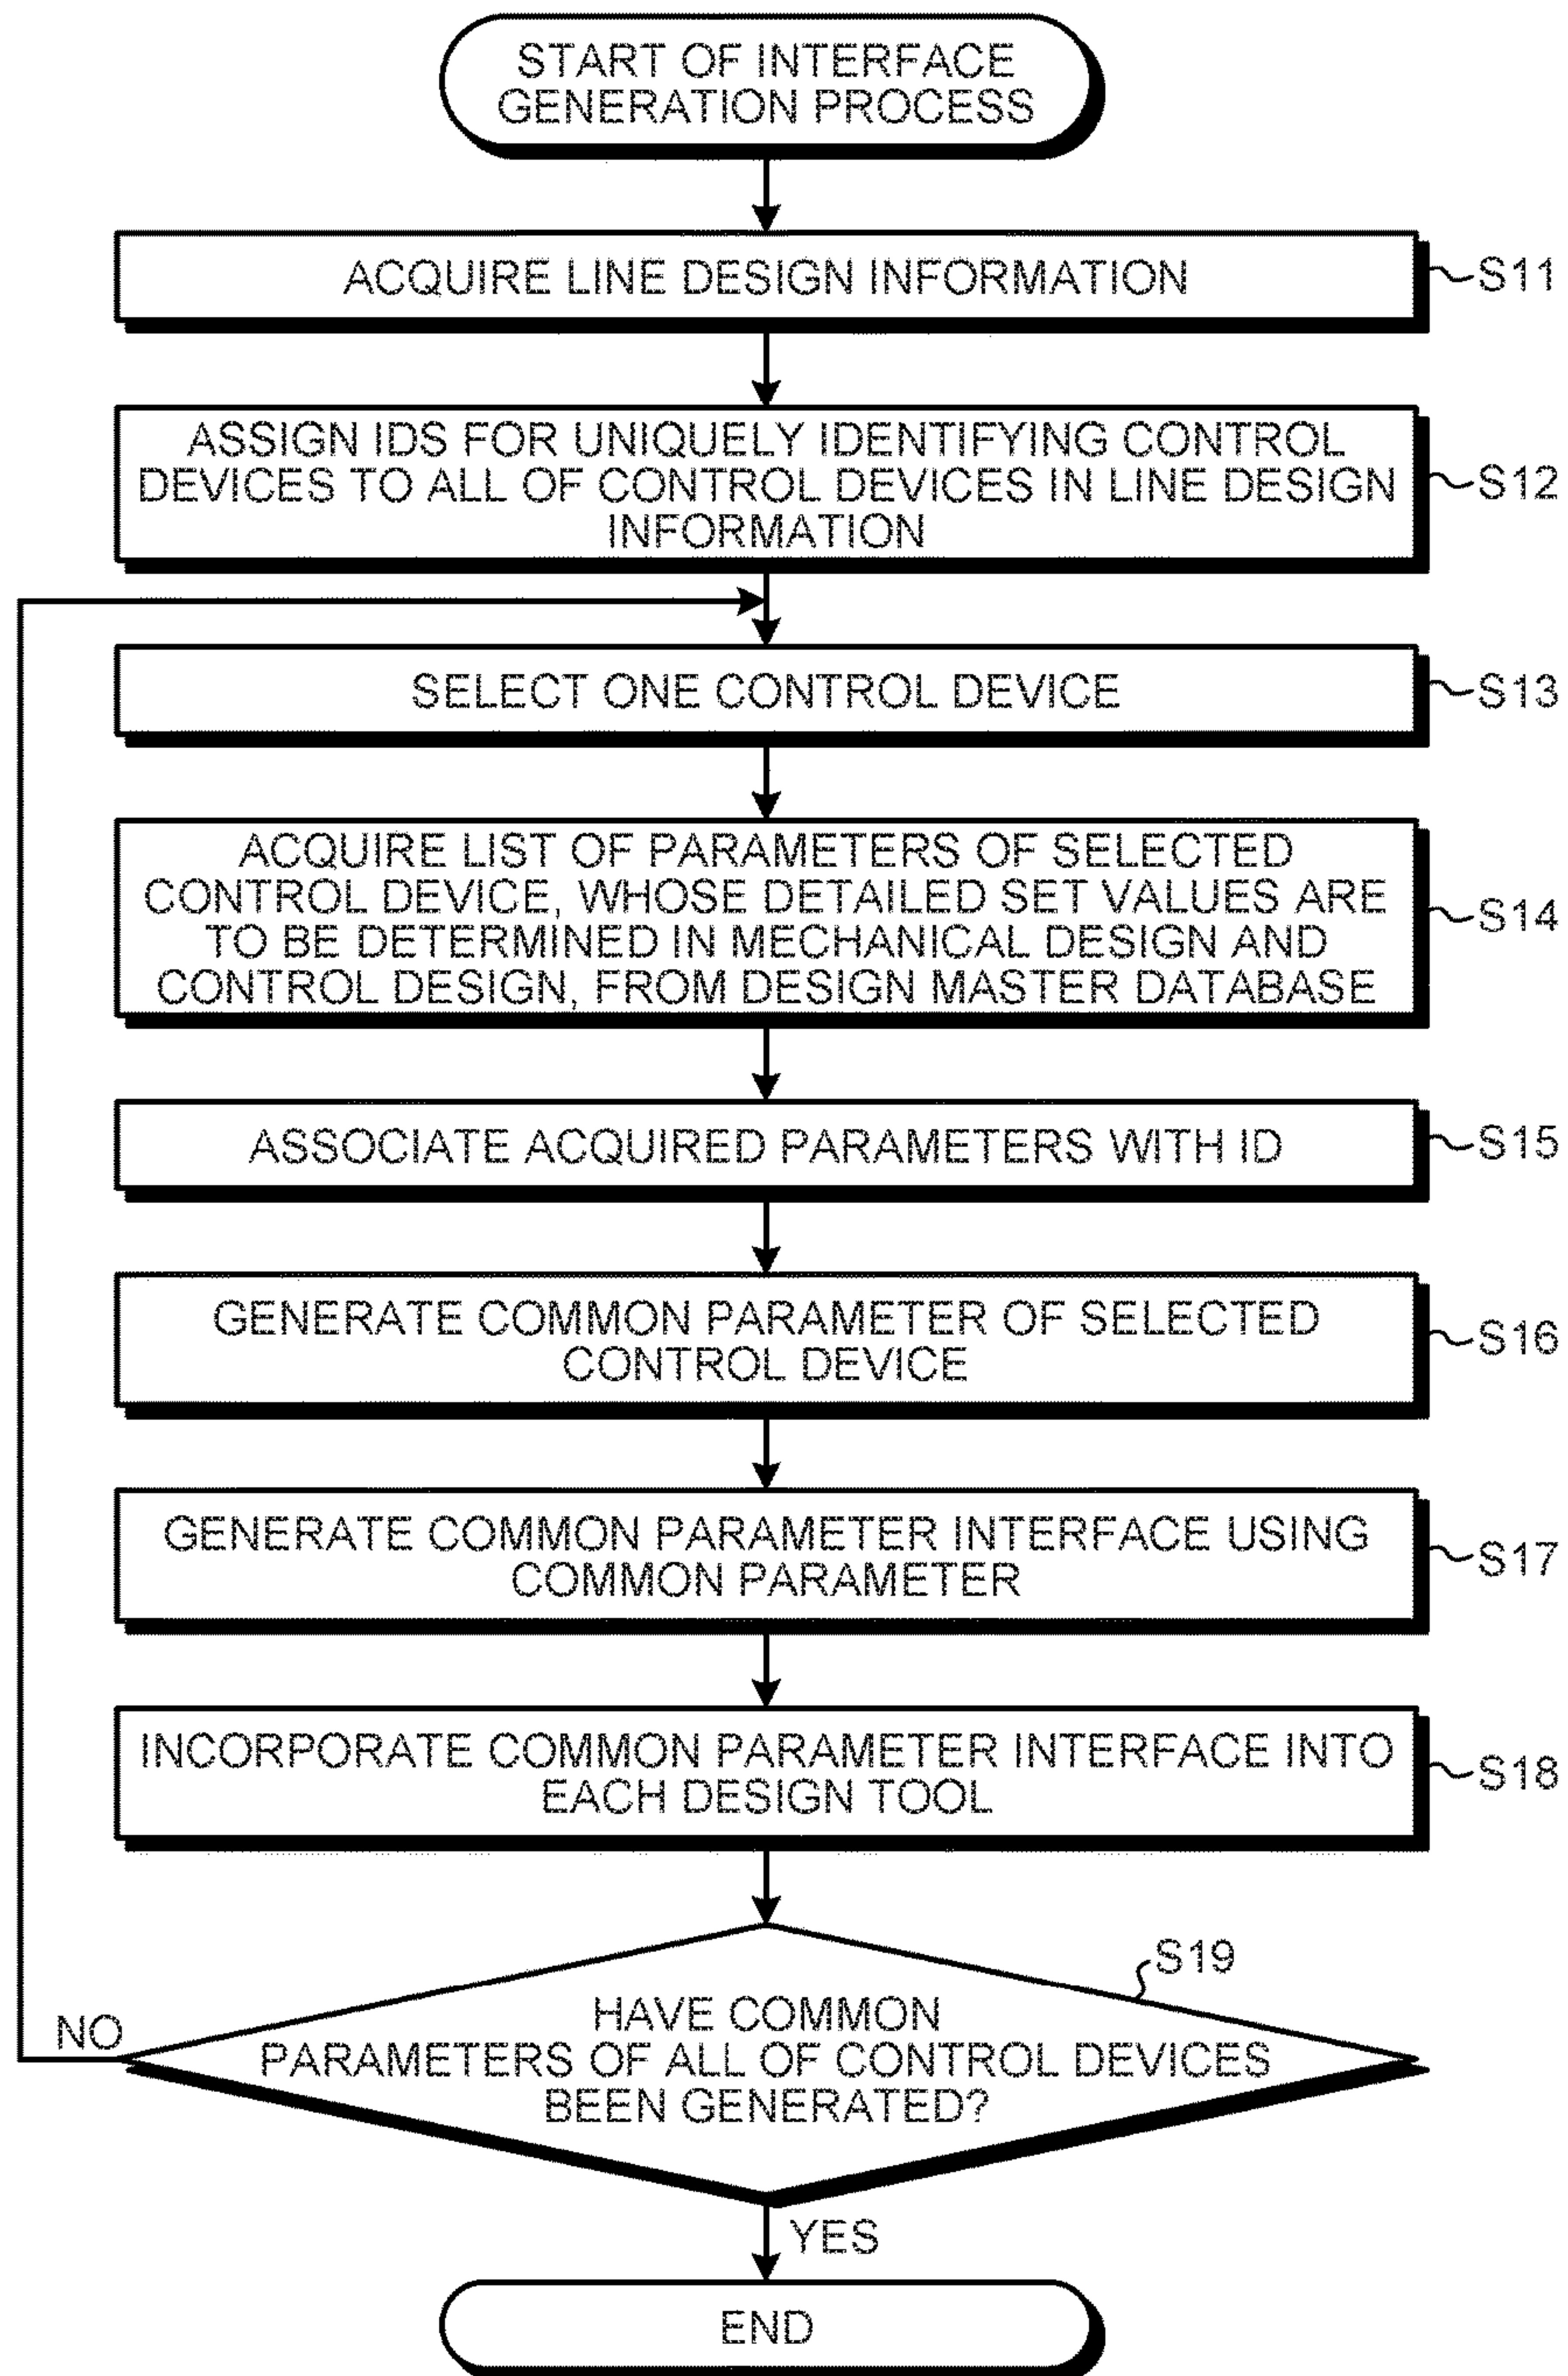 START OF INTERFACE
GENERATION PROCESS
ACQUIRE LINE DESIGN INFORMATION
S11
ASSIGN IDS FOR UNIQUELY IDENTIFYING CONTROL
DEVICES TO ALL OF CONTROL DEVICES IN LINE DESIGN
INFORMATION
S12
SELECT ONE CONTROL DEVICE
S13
ACQUIRE LIST OF PARAMETERS OF SELECTED
CONTROL DEVICE, WHOSE DETAILED SET VALUES ARE
TO BE DETERMINED IN MECHANICAL DESIGN AND
CONTROL DESIGN, FROM DESIGN MASTER DATABASE
S14
ASSOCIATE ACQUIRED PARAMETERS WITH ID
S15
GENERATE COMMON PARAMETER OF SELECTED
CONTROL DEVICE
S16
GENERATE COMMON PARAMETER INTERFACE USING
COMMON PARAMETER
S17
INCORPORATE COMMON PARAMETER INTERFACE INTO
EACH DESIGN TOOL
S18
S19
HAVE COMMON
PARAMETERS OF ALL OF CONTROL DEVICES
BEEN GENERATED?
NO
YES
END